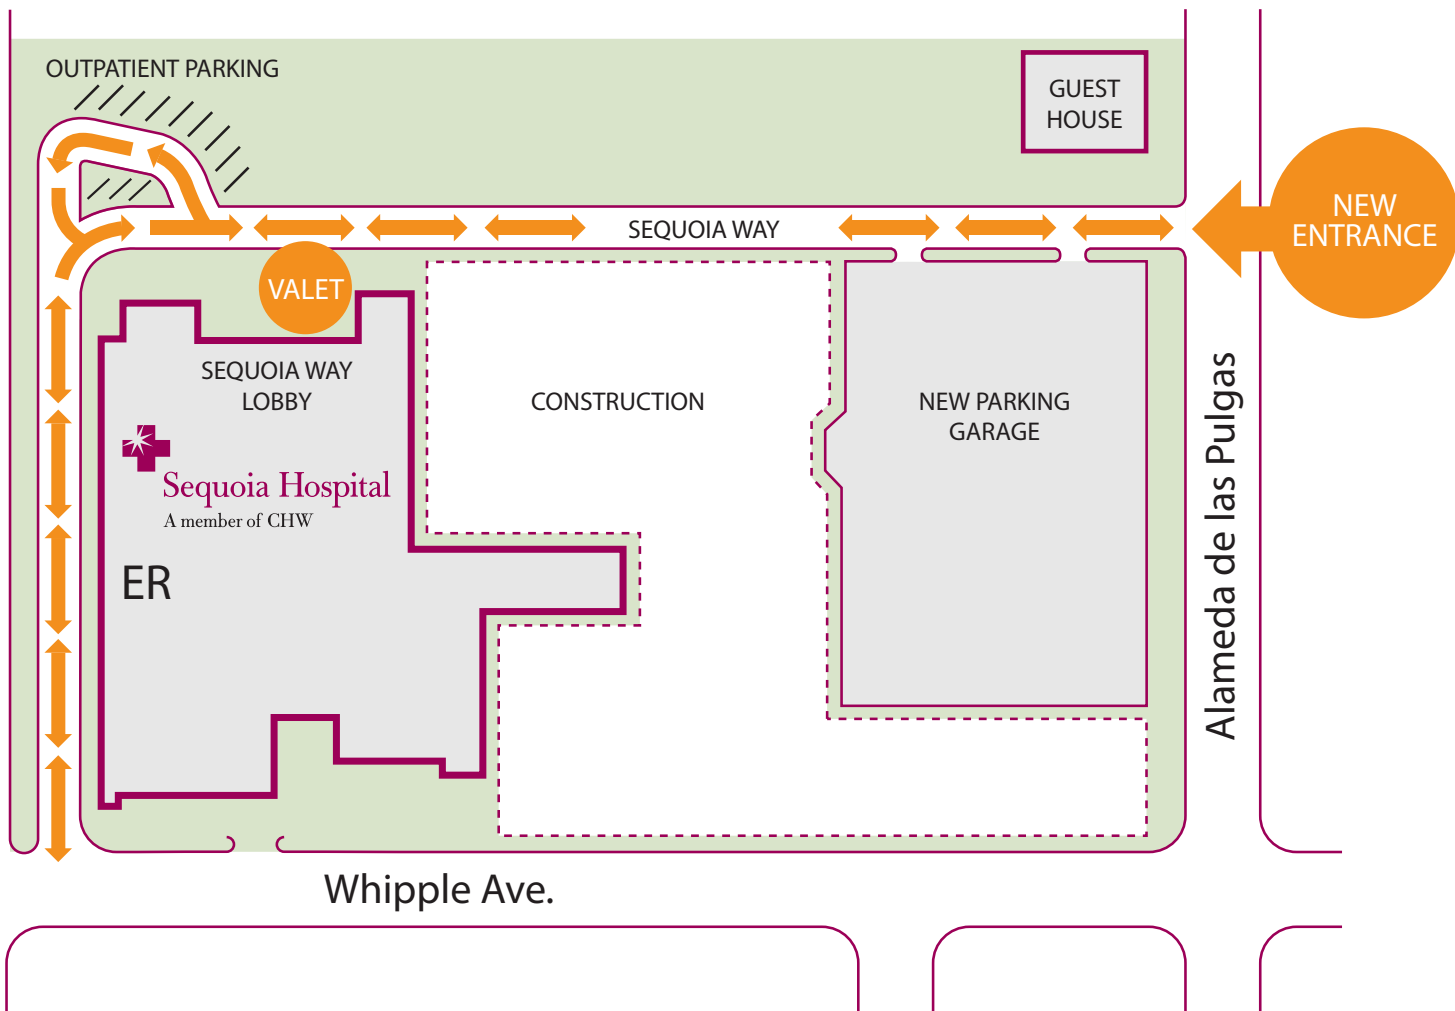 OUTPATIENT PARKING
GUEST
HOUSE
NEW
ENTRANCE
SEQUOIA WAY
VALET
SEQUOIA WAY
LOBBY
CONSTRUCTION
NEW PARKING
GARAGE
Sequoia Hospital
A member of CHW
ER
Alameda de las Pulgas
Whipple Ave.